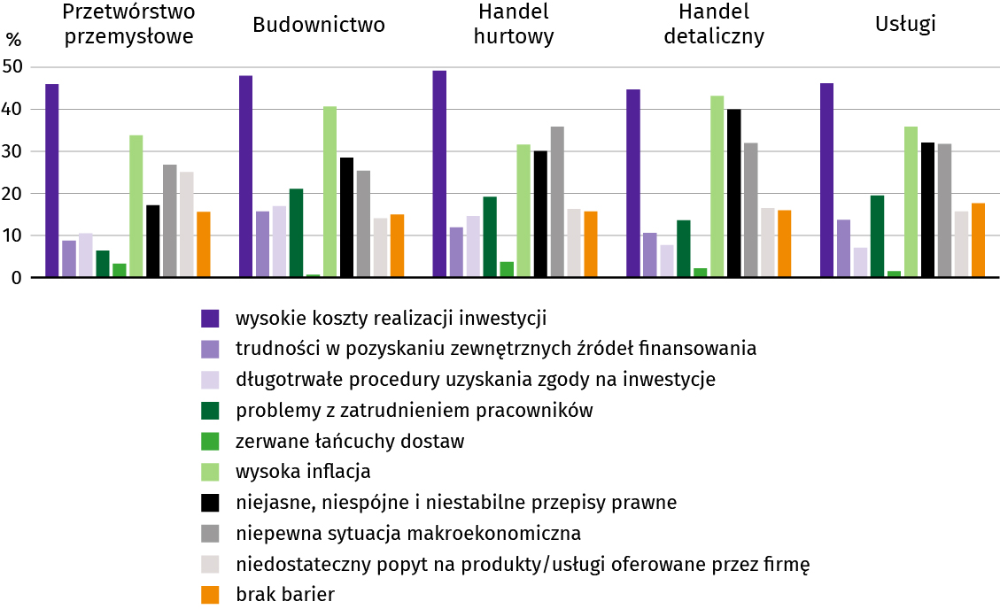 Przetwórstwo
przemysłowe
Budownictwo
Handel
hurtowy
Handel
detaliczny
Usługi
%
50
40
30
20
10
0
wysokie koszty realizacji inwestycji
trudności w pozyskaniu zewnętrznych źródeł finansowania
długotrwałe procedury uzyskania zgody na inwestycje
problemy z zatrudnieniem pracowników
zerwane łańcuchy dostaw
wysoka inflacja
niejasne, niespójne i niestabilne przepisy prawne
niepewna sytuacja makroekonomiczna
niedostateczny popyt na produkty/usługi oferowane przez firmę
brak barier